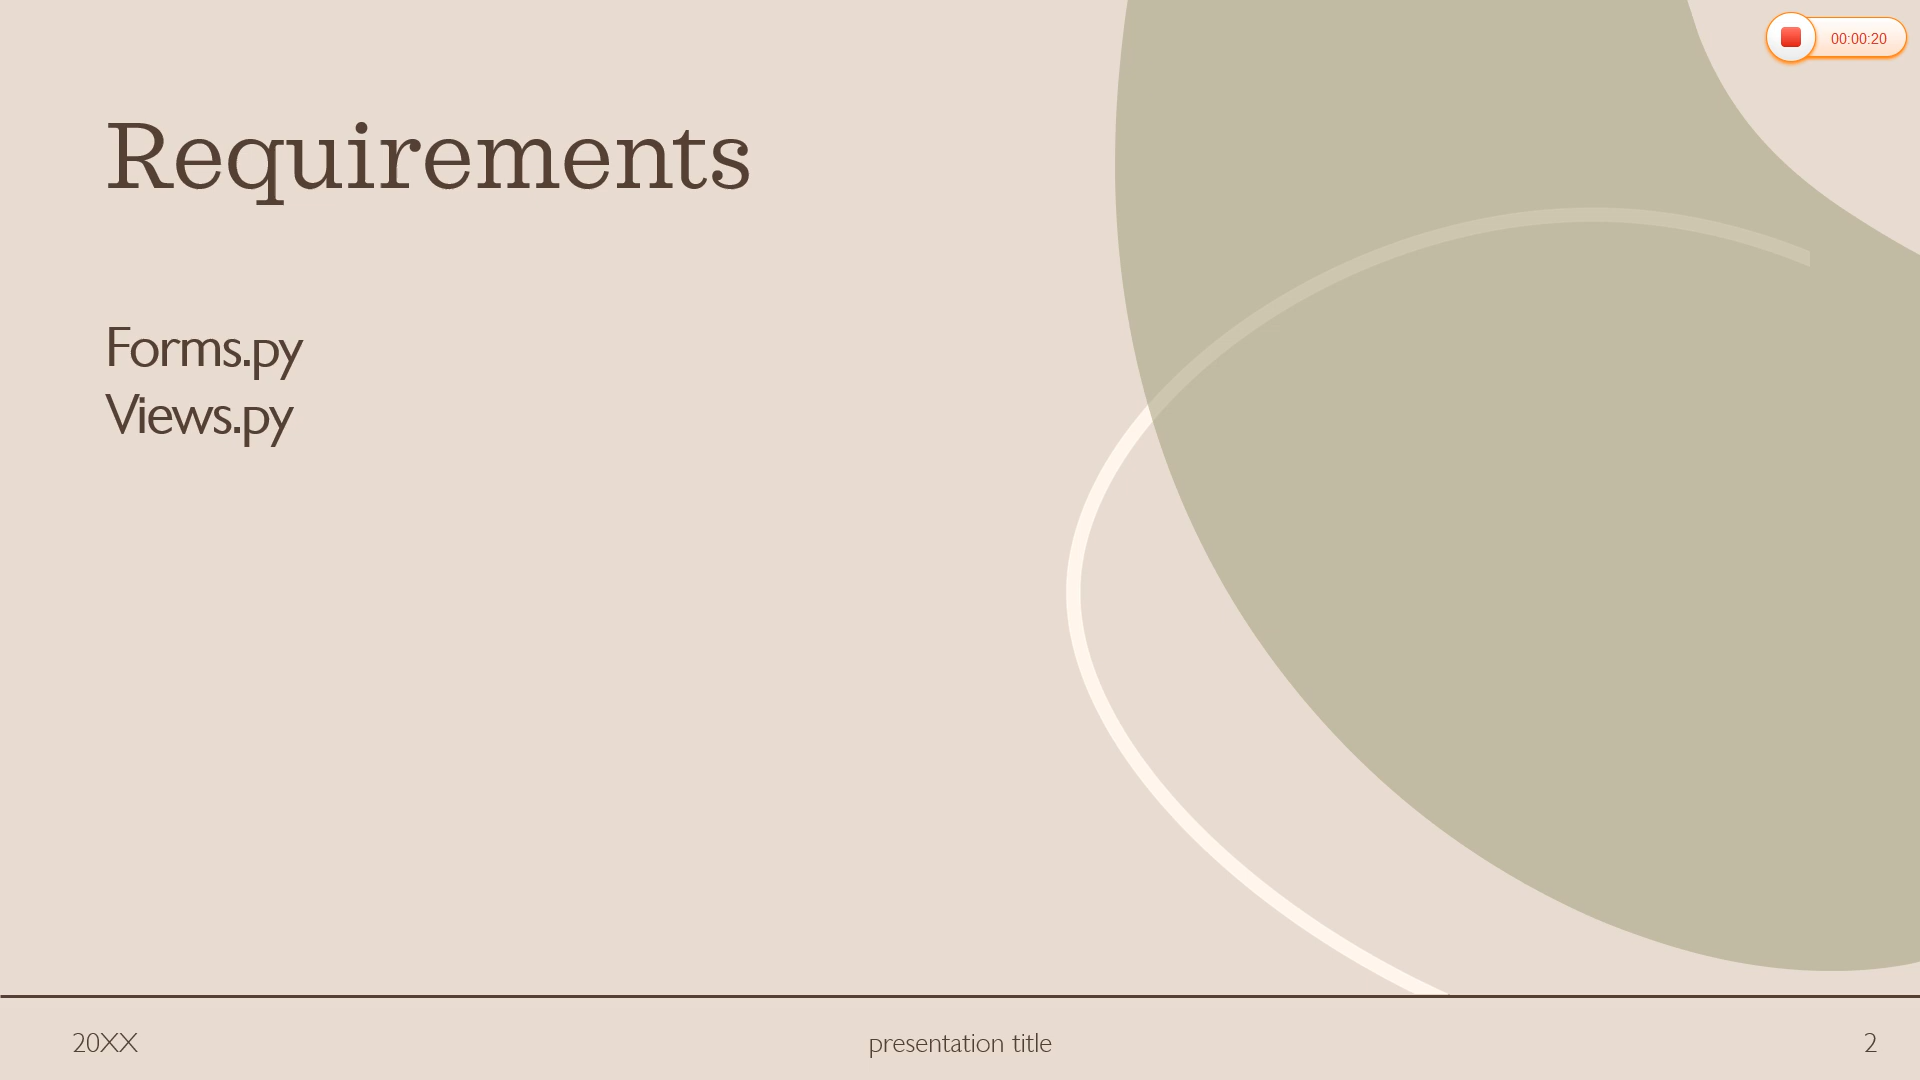 00:00:20
Requirements
Forms.py
Views.py
20XX
presentation title
2